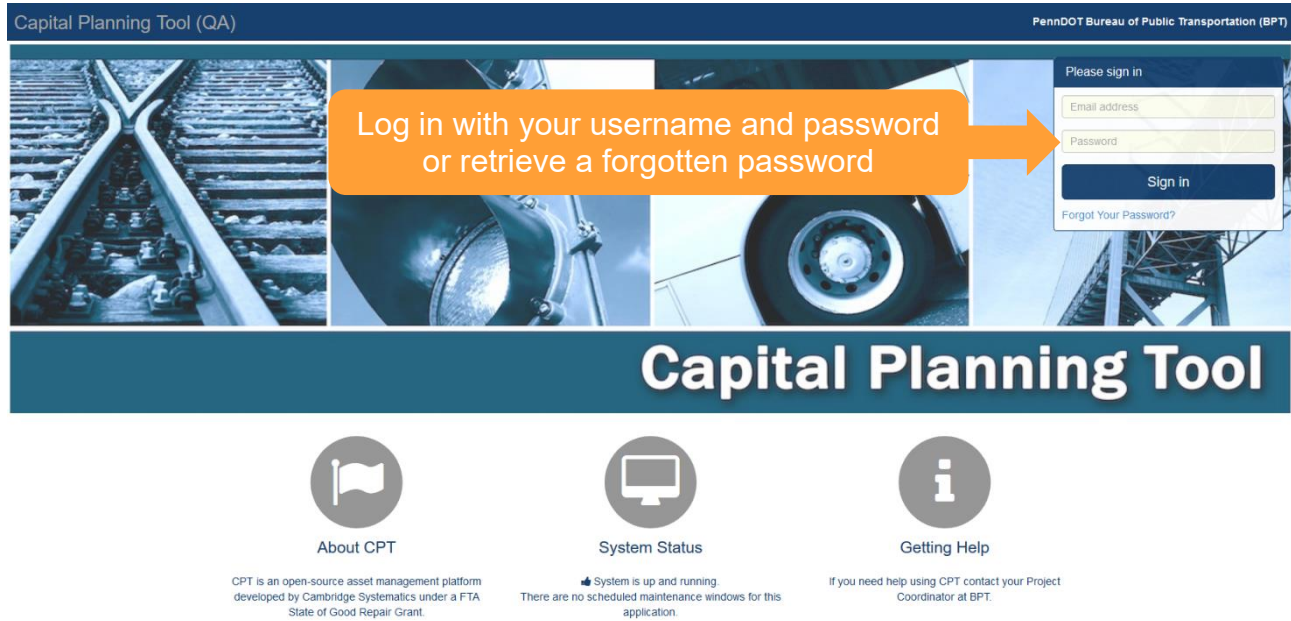 Capital Planning Tool (QA)
PennDOT Bureau of Public Transportation (BPT)
Please sign in
Email address
Password
Sign in
Forgot Your Password?
Log in with your username and password
or retrieve a forgotten password
Capital Planning Tool
About CPT
CPT is an open-source asset management platform
developed by Cambridge Systematics under a FTA
State of Good Repair Grant.
System Status
System is up and running.
There are no scheduled maintenance windows for this
application.
Getting Help
If you need help using CPT contact your Project
Coordinator at BPT.